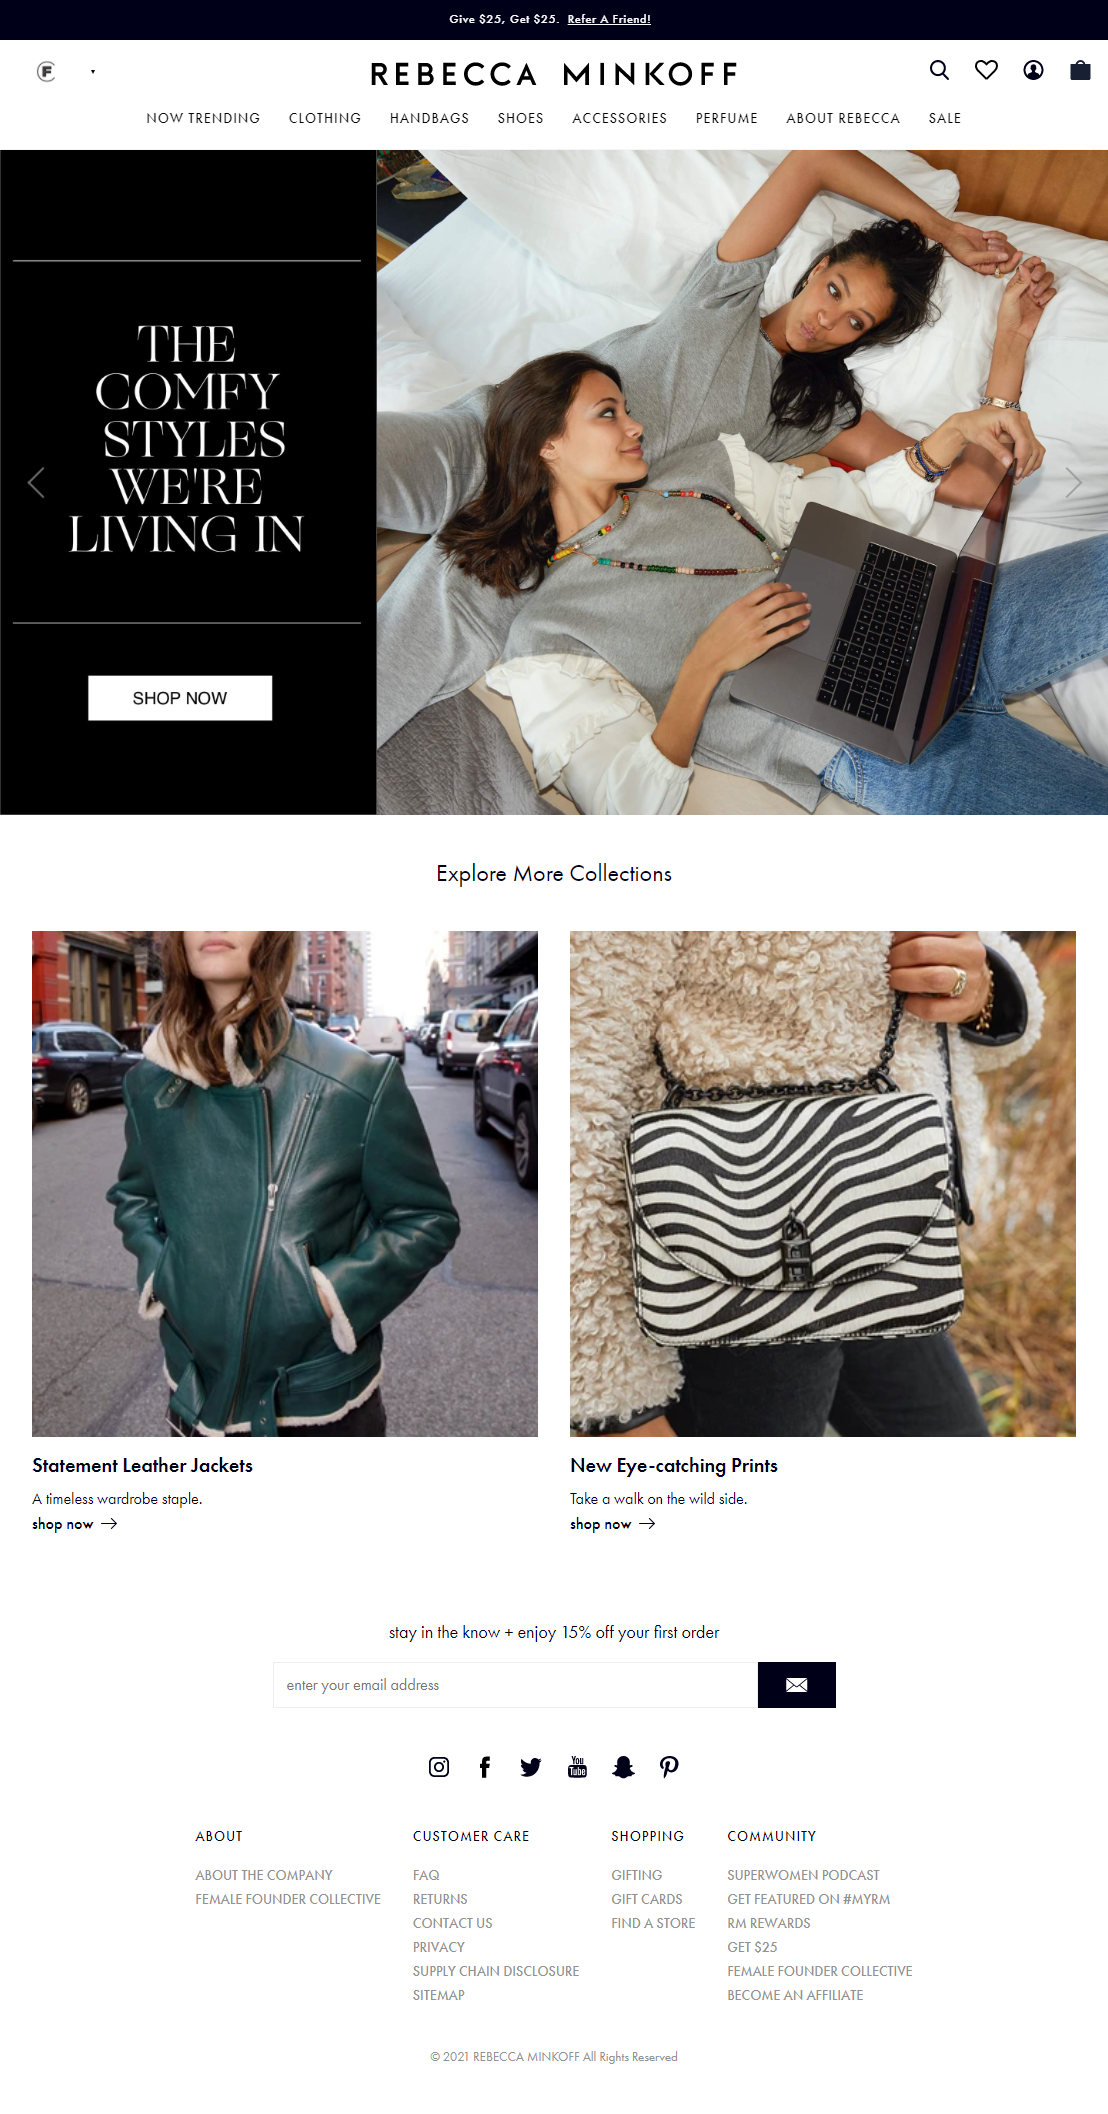 Give $25, Get $25. Refer A Friend!
F
REBECCA MINKOFF
NOW TRENDING CLOTHING HANDBAGS SHOES ACCESSORIES PERFUME ABOUT REBECCA SALE
THE
COMFY
STYLES
WE'RE
LIVING IN
SHOP NOW
Explore More Collections
Statement Leather Jackets
A timeless wardrobe staple.
shop now
New Eye-catching Prints
Take a walk on the wild side.
shop now
stay in the know + enjoy 15% off your first order
enter your email address
You
Tube
ABOUT
ABOUT THE COMPANY
FEMALE FOUNDER COLLECTIVE
CUSTOMER CARE
FAQ
RETURNS
CONTACT US
PRIVACY
SUPPLY CHAIN DISCLOSURE
SITEMAP
SHOPPING
GIFTING
GIFT CARDS
FIND A STORE
COMMUNITY
SUPERWOMEN PODCAST
GET FEATURED ON #MYRM
RM REWARDS
GET $25
FEMALE FOUNDER COLLECTIVE
BECOME AN AFFILIATE
© 2021 REBECCA MINKOFF All Rights Reserved